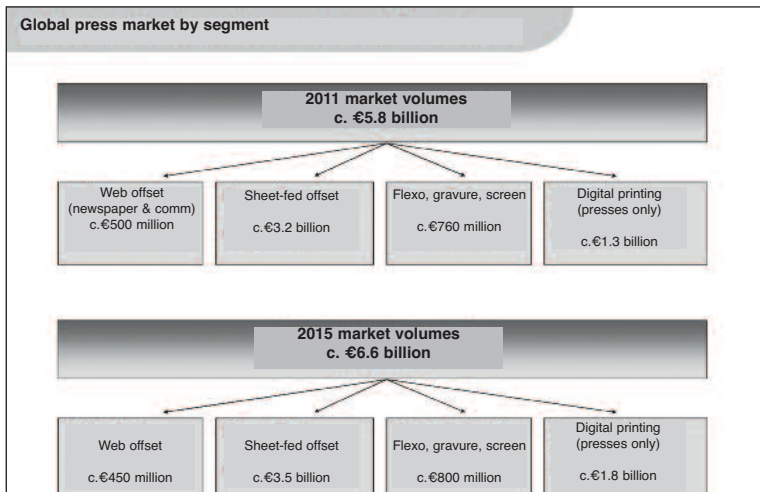 Global press market by segment
2011 market volumes
c. €5.8 billion
Web offset
(newspaper & comm)
c.€500 million
Sheet-fed offset
c.€3.2 billion
Flexo, gravure, screen
c.€760 million
Digital printing
(presses only)
c.€1.3 billion
2015 market volumes
c. €6.6 billion
Web offset
c.€450 million
Sheet-fed offset
c.€3.5 billion
Flexo, gravure, screen
c.€800 million
Digital printing
(presses only)
c.€1.8 billion